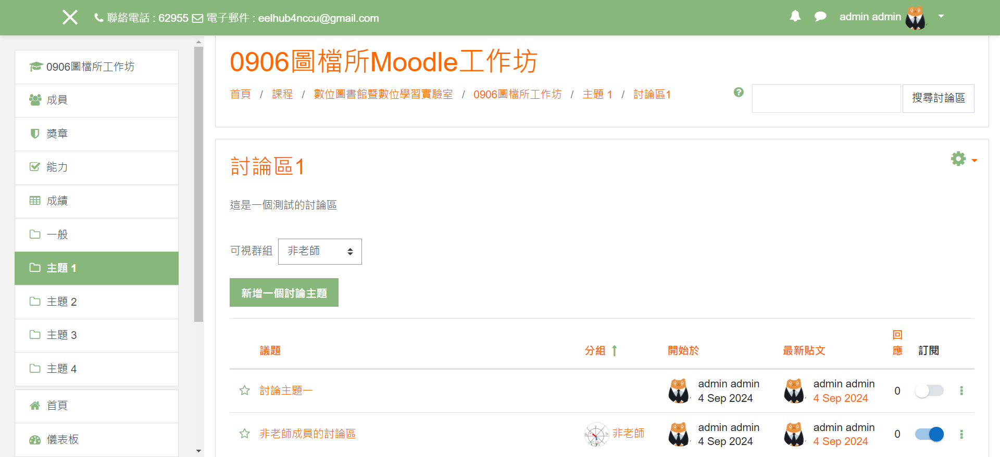 聯絡電話 : 62955 電子郵件 : eelhub4nccu@gmail.com
admin admin
0906圖檔所工作坊
成員
獎章
能力
成績
一般
主題 1
主題 2
主題 3
主題 4
首頁
儀表板
0906圖檔所Moodle工作坊
首頁 / 課程 / 數位圖書館暨數位學習實驗室 / 0906圖檔所工作坊 / 主題 1 / 討論區1
搜尋討論區
討論區1
這是一個測試的討論區
可視群組 非老師
新增一個討論主題
議題 分組 開始於 最新貼文 回應 訂閱
討論主題一 admin admin 4 Sep 2024 admin admin 4 Sep 2024 0
非老師成員的討論區 非老師 admin admin 4 Sep 2024 admin admin 4 Sep 2024 0